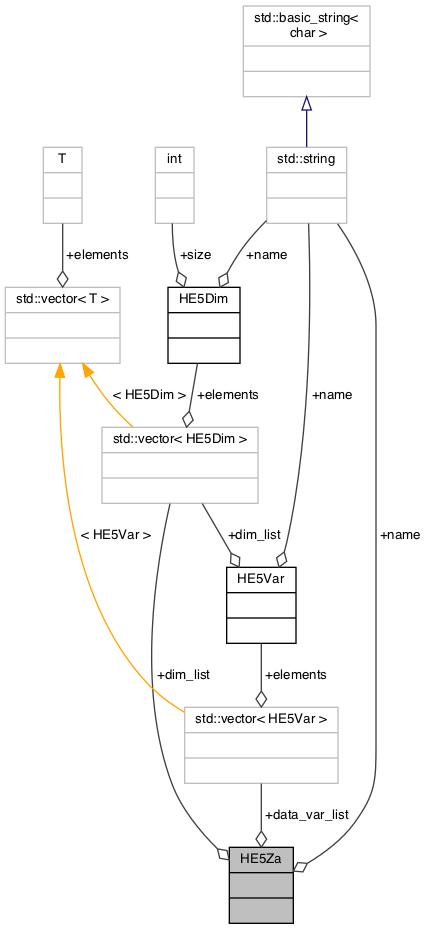 std::basic_string<
char >
T
int
std::string
+elements
+size
+name
std::vector< T >
HE5Dim
< HE5Dim >
+elements
+name
std::vector< HE5Dim >
< HE5Var >
+dim_list
+name
HE5Var
+dim_list
+elements
std::vector< HE5Var >
+data_var_list
HE5Za